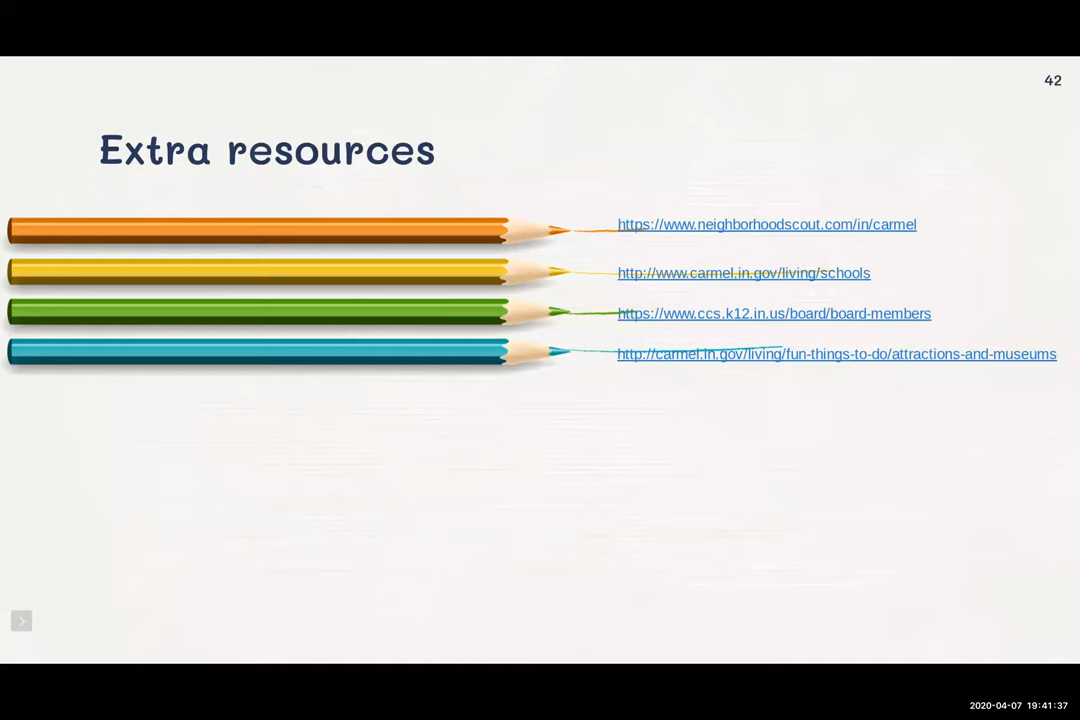 42
Extra resources
https://www.neighborhoodscout.com/in/carmel
http://www.carmel.in.gov/living/schools
https://www.ccs.k12.in.us/board/board-members
http://carmel.in.gov/living/fun-things-to-do/attractions-and-museums
2020-04-07 19:41:37